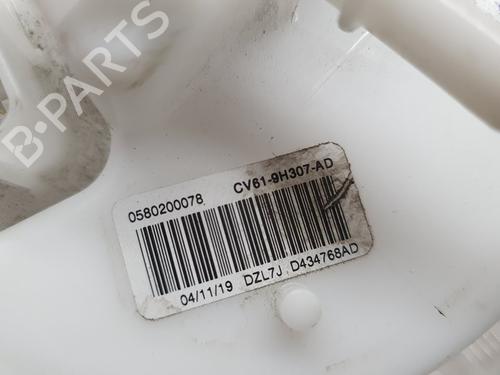 B-PARTS
0580200078 CV61-9H307-AD
04/11/19 DZL7J D434768AD